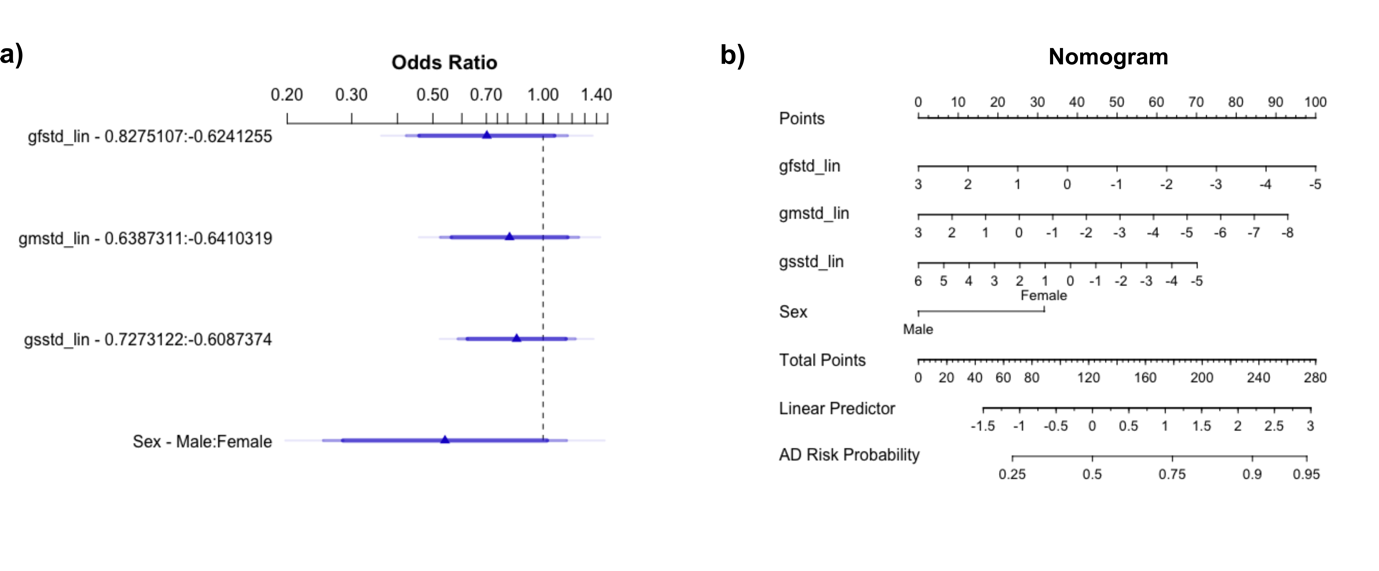 a)
Odds Ratio
0.20 0.30 0.50 0.70 1.00 1.40
gfstd_lin - 0.8275107:-0.6241255
gmstd_lin - 0.6387311:-0.6410319
gsstd_lin - 0.7273122:-0.6087374
Sex - Male:Female
b)
Nomogram
0 10 20 30 40 50 60 70 80 90 100
Points
gfstd_lin
3 2 1 0 -1 -2 -3 -4 -5
gmstd_lin
3 2 1 0 -1 -2 -3 -4 -5 -6 -7 -8
gsstd_lin
6 5 4 3 2 1 0 -1 -2 -3 -4 -5
Female
Sex
Male
Total Points
0 20 40 60 80 120 160 200 240 280
Linear Predictor
-1.5 -1 -0.5 0 0.5 1 1.5 2 2.5 3
AD Risk Probability
0.25 0.5 0.75 0.9 0.95